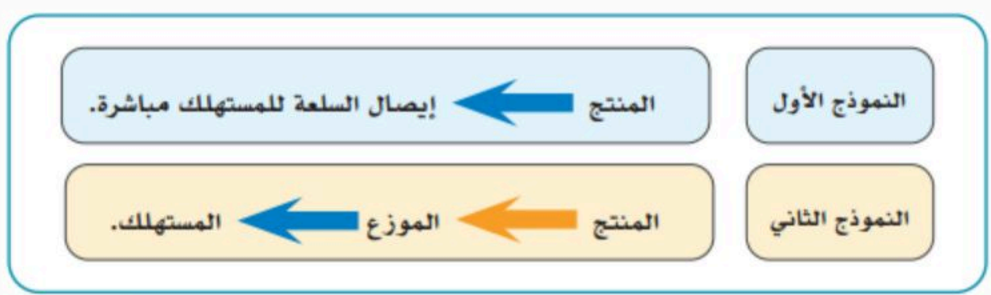 النموذج الأول
المنتج إيصال السلعة للمستهلك مباشرة.
النموذج الثاني
المنتج الموزع المستهلك.